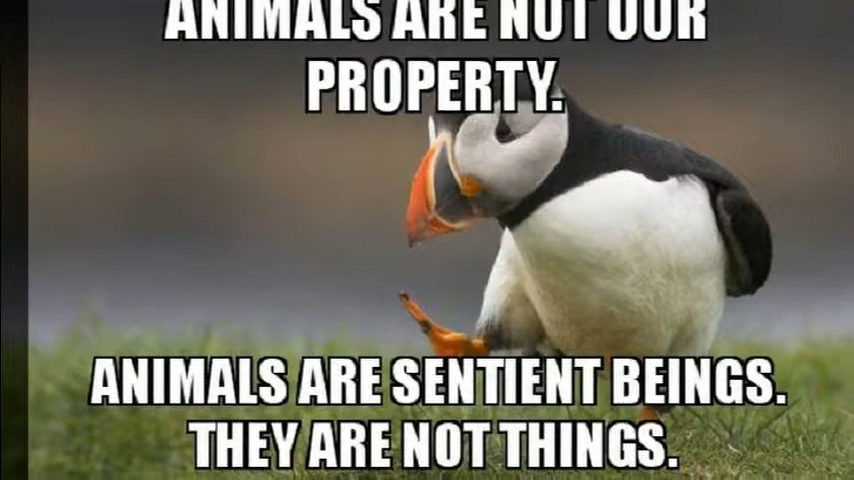 ANIMALS ARE NOT OUR
PROPERTY.
ANIMALS ARE SENTIENT BEINGS.
THEY ARE NOT THINGS.